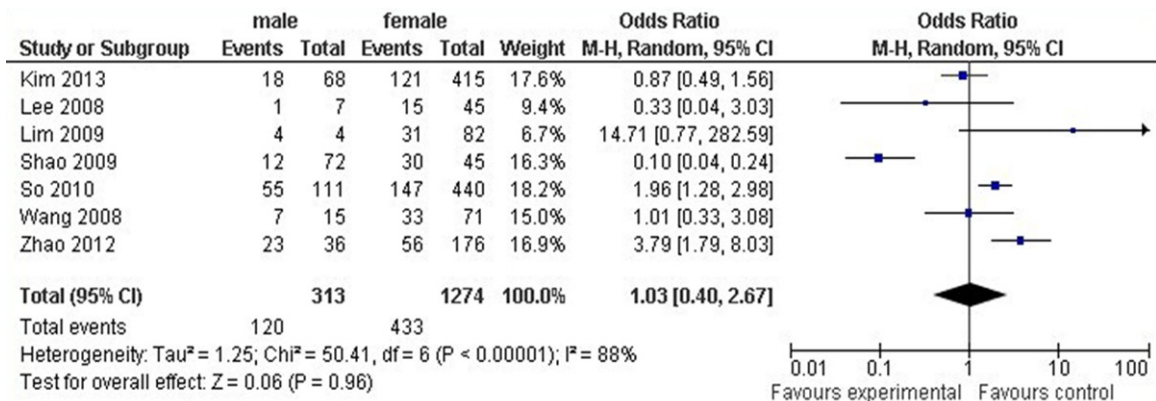 male female Odds Ratio Odds Ratio
Study or Subgroup Events Total Events Total Weight M-H, Random, 95% CI M-H, Random, 95% CI
Kim 2013 18 68 121 415 17.6% 0.87 [0.49, 1.56]
Lee 2008 1 7 15 45 9.4% 0.33 [0.04, 3.03]
Lim 2009 4 4 31 82 6.7% 14.71 [0.77, 282.59]
Shao 2009 12 72 30 45 16.3% 0.10 [0.04, 0.24]
So 2010 55 111 147 440 18.2% 1.96 [1.28, 2.98]
Wang 2008 7 15 33 71 15.0% 1.01 [0.33, 3.08]
Zhao 2012 23 36 56 176 16.9% 3.79 [1.79, 8.03]
Total (95% CI) 313 1274 100.0% 1.03 [0.40, 2.67]
Total events 120 433
Heterogeneity: Tau² = 1.25; Chi² = 50.41, df = 6 (P < 0.00001); I² = 88%
Test for overall effect: Z = 0.06 (P = 0.96)
0.01 0.1 1 10 100
Favours experimental Favours control